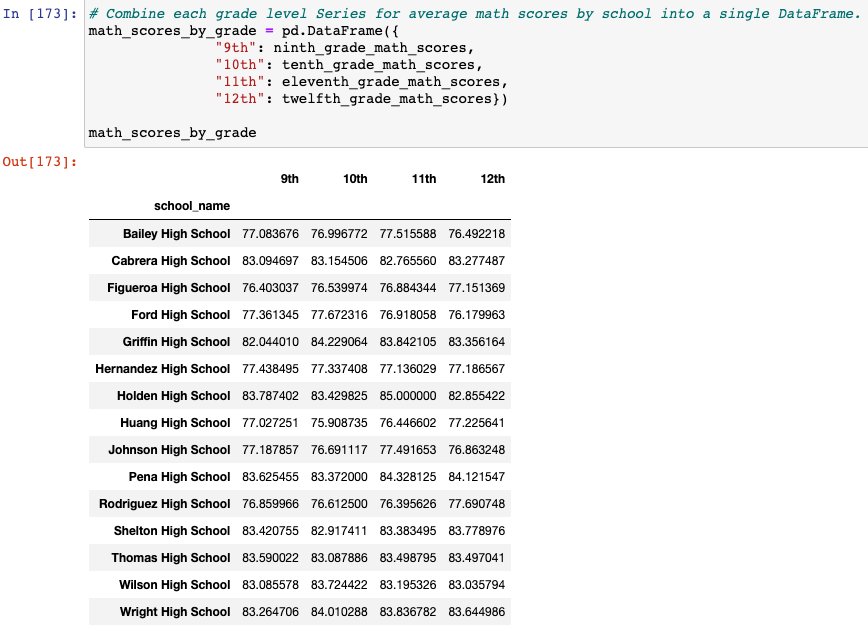 In [173]: # Combine each grade level Series for average math scores by school into a single DataFrame.
math_scores_by_grade = pd.DataFrame({
"9th": ninth_grade_math_scores,
"10th": tenth_grade_math_scores,
"11th": eleventh_grade_math_scores,
"12th": twelfth_grade_math_scores})
math_scores_by_grade
Out[173]:
9th 10th 11th 12th
school_name
Bailey High School 77.083676 76.996772 77.515588 76.492218
Cabrera High School 83.094697 83.154506 82.765560 83.277487
Figueroa High School 76.403037 76.539974 76.884344 77.151369
Ford High School 77.361345 77.672316 76.918058 76.179963
Griffin High School 82.044010 84.229064 83.842105 83.356164
Hernandez High School 77.438495 77.337408 77.136029 77.186567
Holden High School 83.787402 83.429825 85.000000 82.855422
Huang High School 77.027251 75.908735 76.446602 77.225641
Johnson High School 77.187857 76.691117 77.491653 76.863248
Pena High School 83.625455 83.372000 84.328125 84.121547
Rodriguez High School 76.859966 76.612500 76.395626 77.690748
Shelton High School 83.420755 82.917411 83.383495 83.778976
Thomas High School 83.590022 83.087886 83.498795 83.497041
Wilson High School 83.085578 83.724422 83.195326 83.035794
Wright High School 83.264706 84.010288 83.836782 83.644986